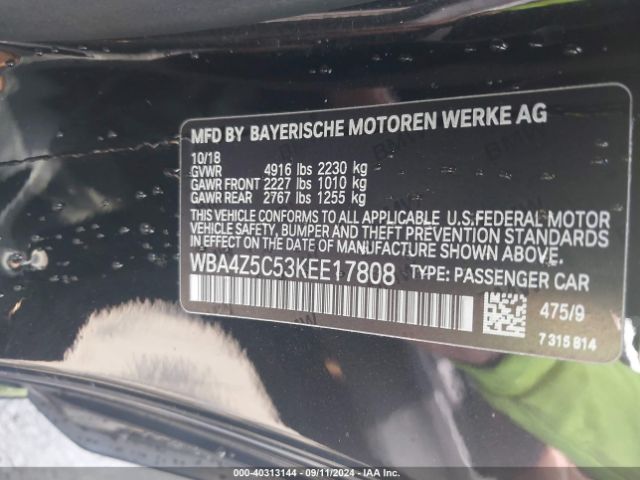 MFD BY BAYERISCHE MOTOREN WERKE AG
10/18
GVWR 4916 lbs 2230 kg
GAWR FRONT 2227 lbs 1010 kg
GAWR REAR 2767 lbs 1255 kg
THIS VEHICLE CONFORMS TO ALL APPLICABLE U.S.FEDERAL MOTOR
VEHICLE SAFETY, BUMPER AND THEFT PREVENTION STANDARDS
IN EFFECT ON THE DATE OF MANUFACTURE SHOWN ABOVE.
WBA4Z5C53KEE17808 TYPE: PASSENGER CAR
475/9
7 315 814
000-40313144 - 09/11/2024 - IAA Inc.